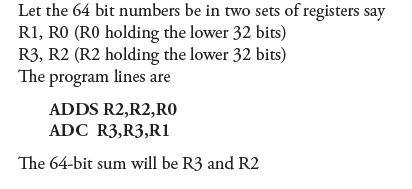 Let the 64 bit numbers be in two sets of registers say
R1, R0 (R0 holding the lower 32 bits)
R3, R2 (R2 holding the lower 32 bits)
The program lines are
ADDS R2,R2,R0
ADC R3,R3,R1
The 64-bit sum will be R3 and R2